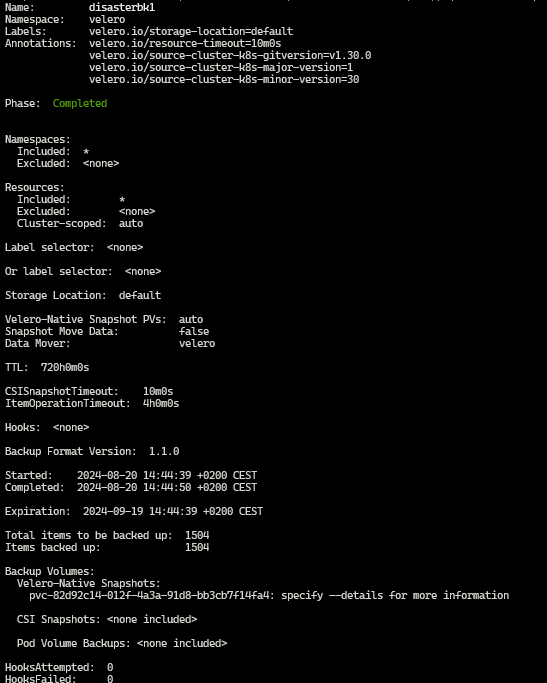 Name:         disasterbk1
Namespace:    velero
Labels:       velero.io/storage-location=default
Annotations:  velero.io/resource-timeout=10m0s
              velero.io/source-cluster-k8s-gitversion=v1.30.0
              velero.io/source-cluster-k8s-major-version=1
              velero.io/source-cluster-k8s-minor-version=30
Phase:  Completed
Namespaces:
  Included:  *
  Excluded:  <none>
Resources:
  Included:        *
  Excluded:        <none>
  Cluster-scoped:  auto
Label selector:  <none>
Or label selector:  <none>
Storage Location:  default
Velero-Native Snapshot PVs:  auto
Snapshot Move Data:          false
Data Mover:                  velero
TTL:  720h0m0s
CSISnapshotTimeout:    10m0s
ItemOperationTimeout:  4h0m0s
Hooks:  <none>
Backup Format Version:  1.1.0
Started:    2024-08-20 14:44:39 +0200 CEST
Completed:  2024-08-20 14:44:50 +0200 CEST
Expiration:  2024-09-19 14:44:39 +0200 CEST
Total items to be backed up:  1504
Items backed up:              1504
Backup Volumes:
  Velero-Native Snapshots:
    pvc-82d92c14-012f-4a3a-91d8-bb3cb7f14fa4: specify --details for more information
  CSI Snapshots: <none included>
  Pod Volume Backups: <none included>
HooksAttempted:  0
HooksFailed:     0